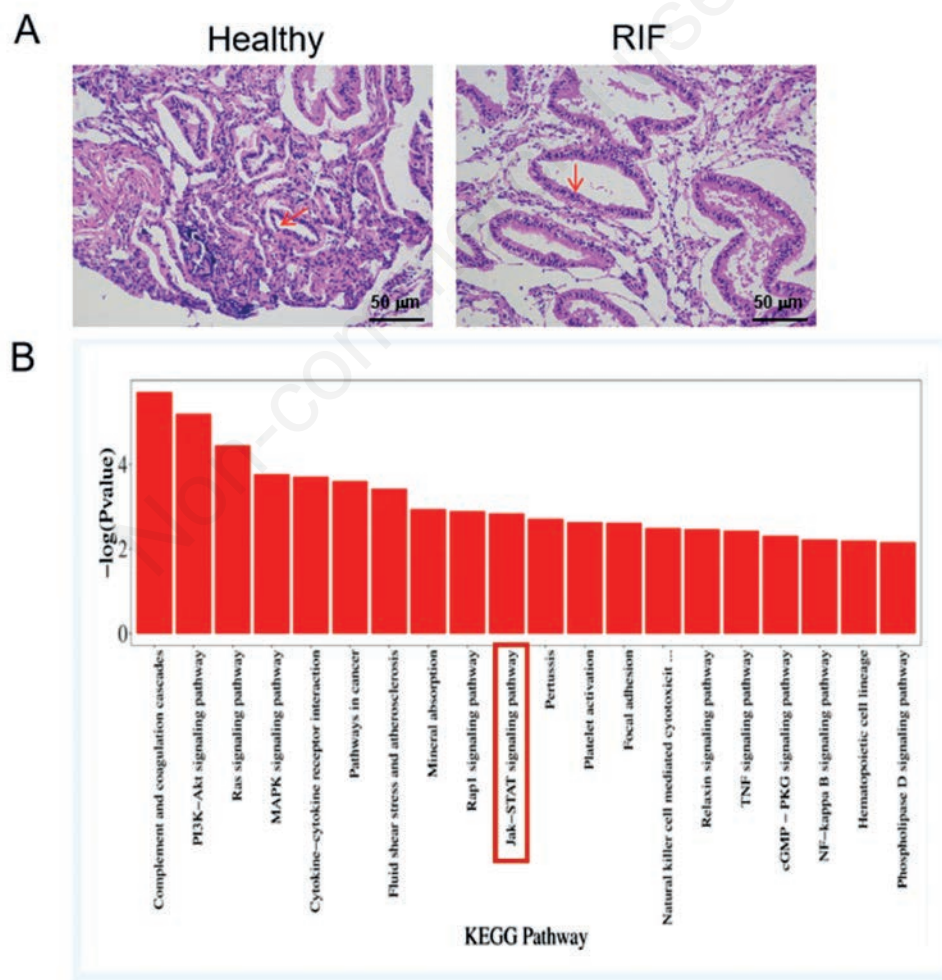 A
Healthy
RIF
50 μm
50 μm
B
−log(Pvalue)
4
2
0
Complement and coagulation cascades
PI3K−Akt signaling pathway
Ras signaling pathway
MAPK signaling pathway
Cytokine−cytokine receptor interaction
Pathways in cancer
Fluid shear stress and atherosclerosis
Mineral absorption
Rap1 signaling pathway
Jak−STAT signaling pathway
Pertussis
Platelet activation
Focal adhesion
Natural killer cell mediated cytotoxicit ...
Relaxin signaling pathway
TNF signaling pathway
cGMP − PKG signaling pathway
NF−kappa B signaling pathway
Hematopoietic cell lineage
Phospholipase D signaling pathway
KEGG Pathway